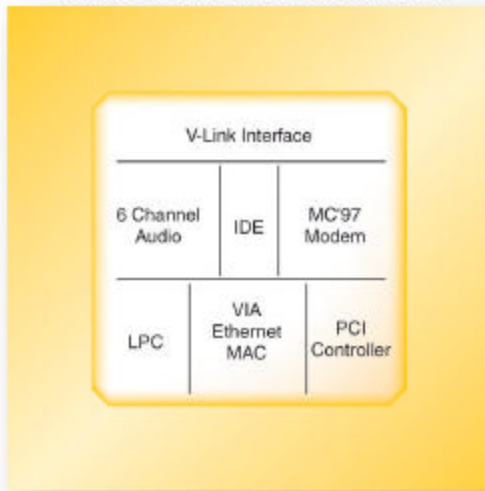 V-Link Interface
6 Channel
Audio
IDE
MC'97
Modem
LPC
VIA
Ethernet
MAC
PCI
Controller